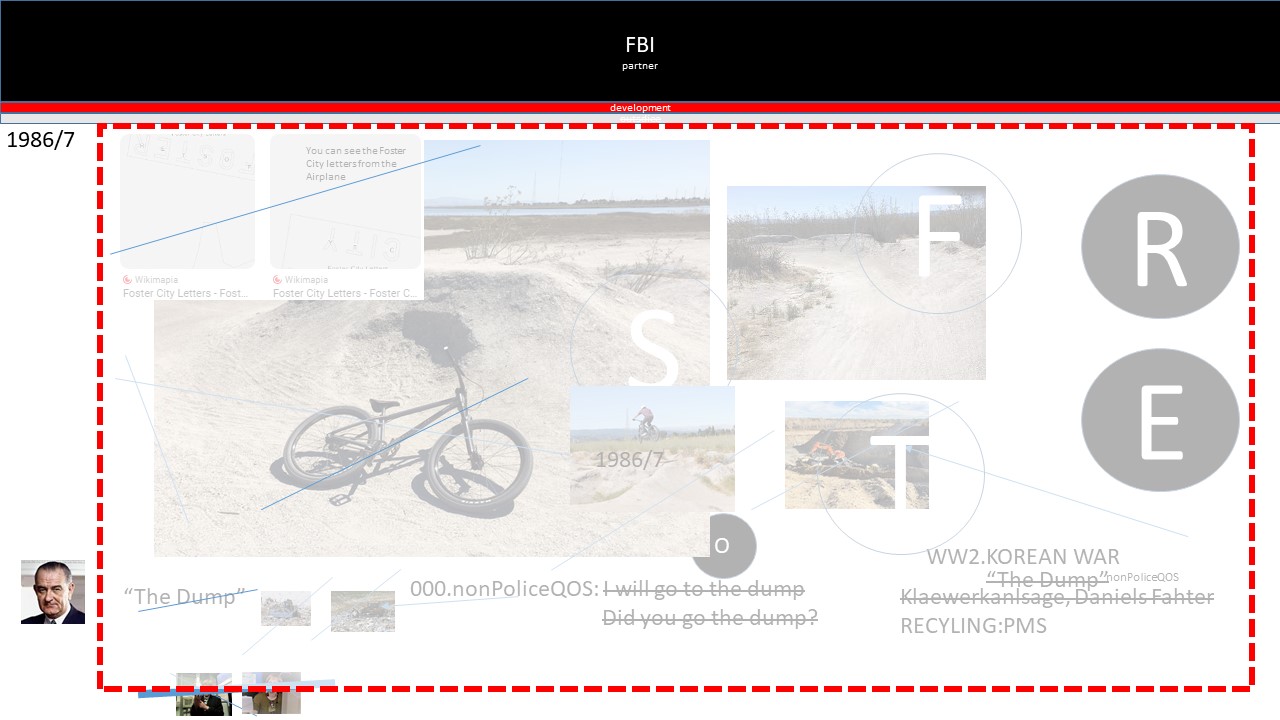 FBI
partner
development
1986/7
You can see the Foster
City letters from the
Airplane
Wikimapia
Foster City Letters - Fost...
Wikimapia
Foster City Letters - Foster C...
F
R
S
E
T
1986/7
O
WW2.KOREAN WAR
"The Dump"
nonPoliceQOS
"The Dump"
000.nonPoliceQOS: I will go to the dump
Did you go the dump?
Klaewerkanlsage, Daniels Fahter
RECYLING:PMS